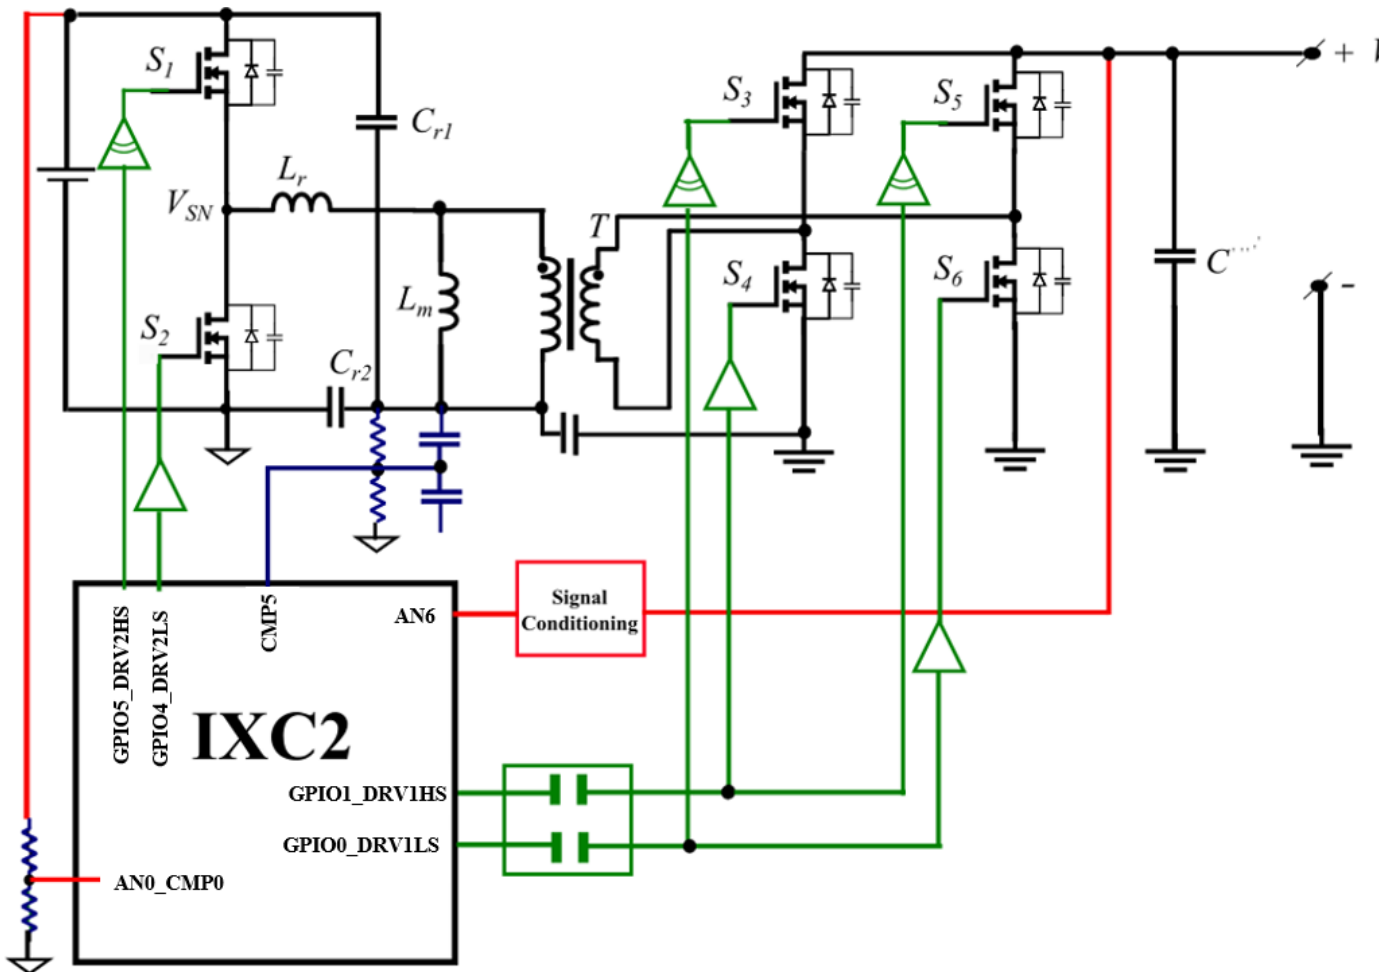 +
S1
S3
S5
Cr1
Lr
VSN
T
S4
S6
C
-
Lm
S2
Cr2
Signal
Conditioning
AN6
CMP5
GPIO5_DRV2HS
GPIO4_DRV2LS
IXC2
GPIO1_DRV1HS
GPIO0_DRV1LS
AN0_CMP0